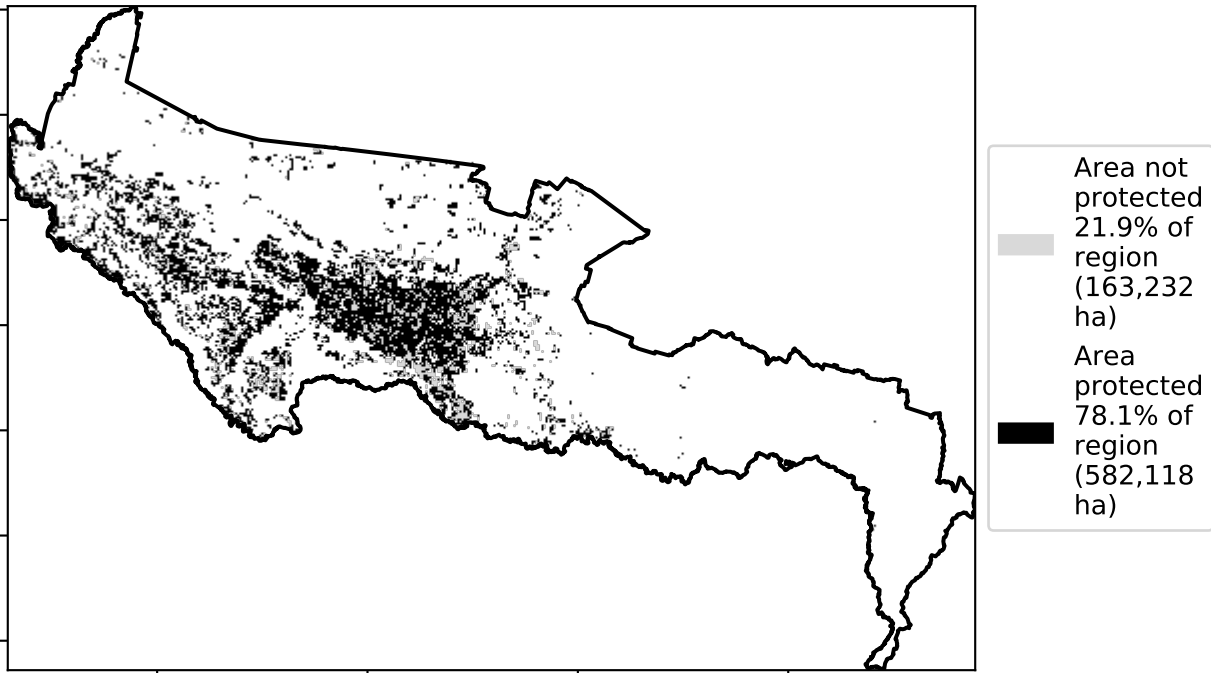 Area not
protected
21.9% of
region
(163,232
ha)
Area
protected
78.1% of
region
(582,118
ha)